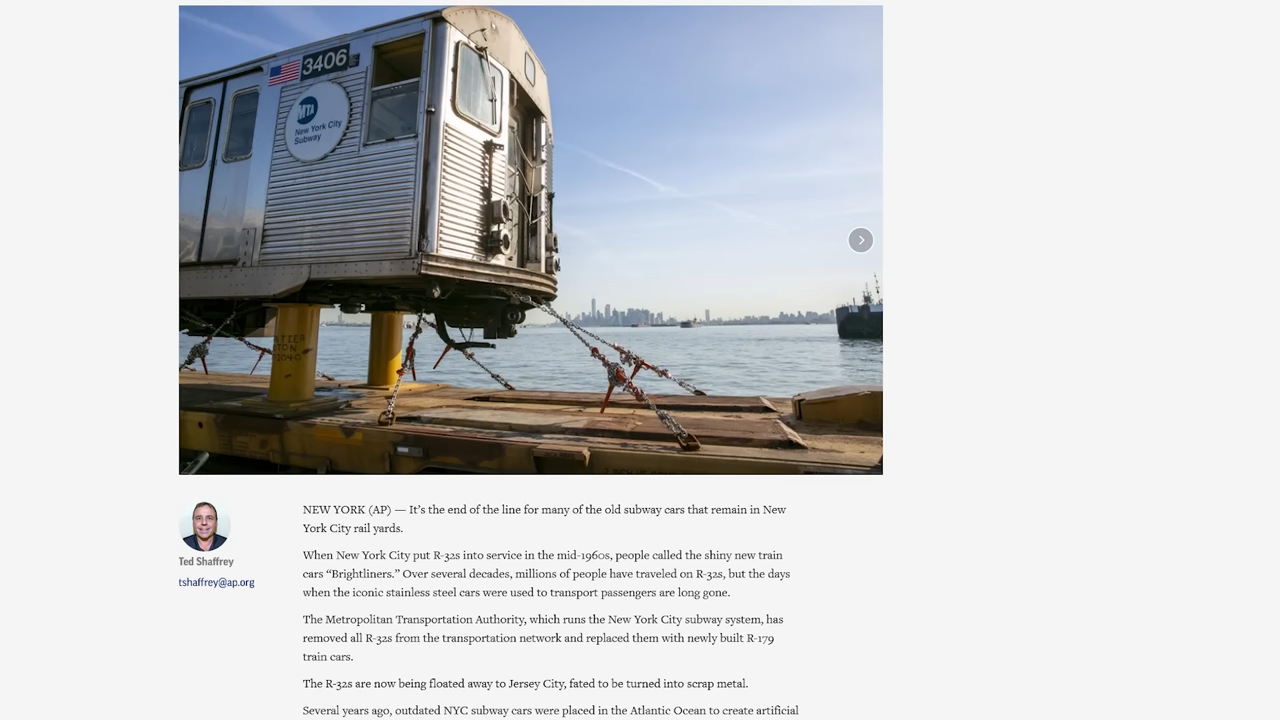 3406
MTA
New York City
Subway
NEW YORK (AP) — It’s the end of the line for many of the old subway cars that remain in New
York City rail yards.
When New York City put R-32s into service in the mid-1960s, people called the shiny new train
cars “Brightliners.” Over several decades, millions of people have traveled on R-32s, but the days
when the iconic stainless steel cars were used to transport passengers are long gone.
The Metropolitan Transportation Authority, which runs the New York City subway system, has
removed all R-32s from the transportation network and replaced them with newly built R-179
train cars.
The R-32s are now being floated away to Jersey City, fated to be turned into scrap metal.
Several years ago, outdated NYC subway cars were placed in the Atlantic Ocean to create artificial
Ted Shaffrey
tshaffrey@ap.org